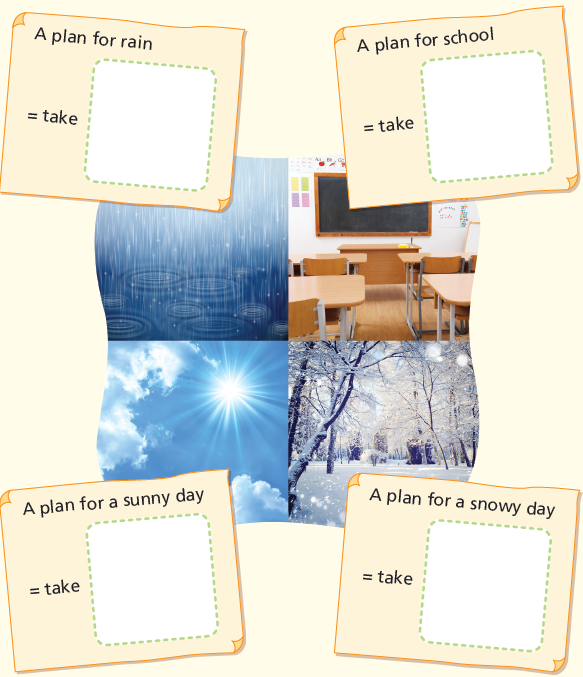 A plan for rain
= take
A plan for school
= take
A plan for a sunny day
= take
A plan for a snowy day
= take